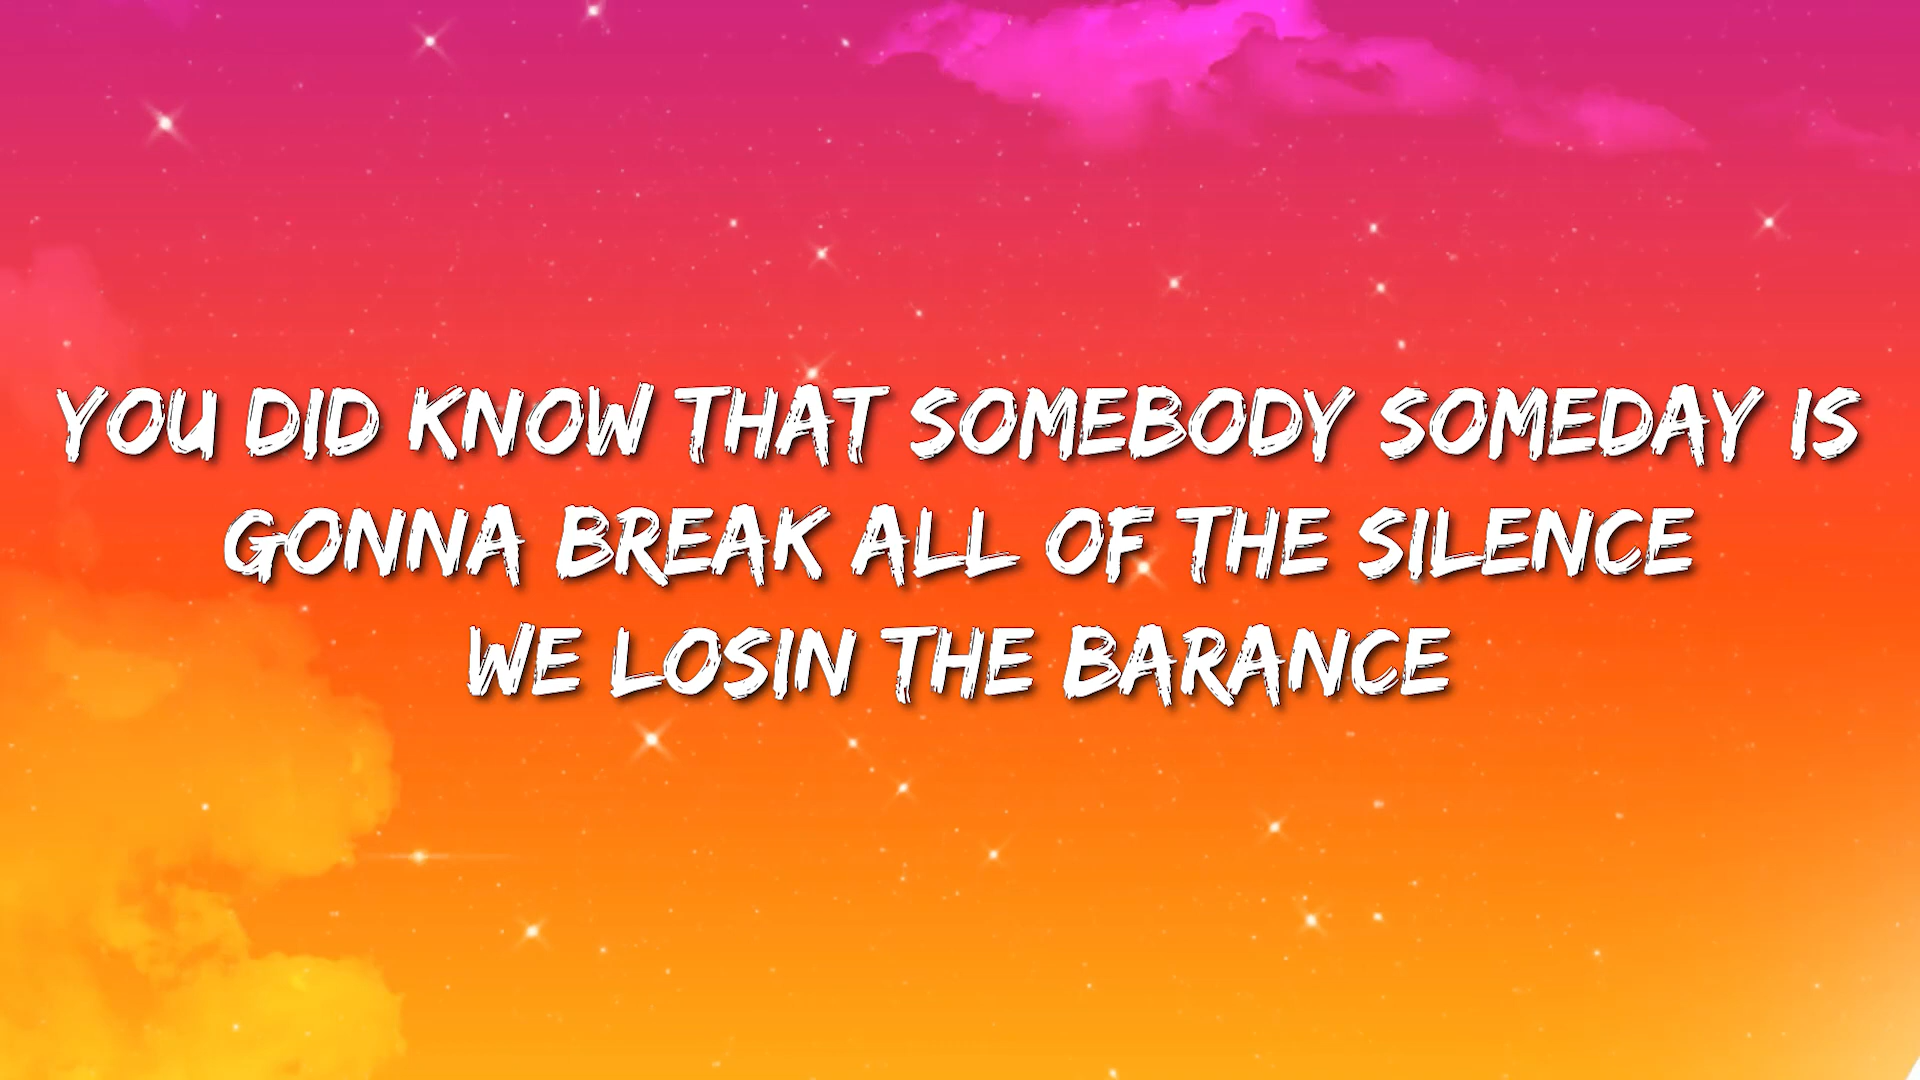 YOU DID KNOW THAT SOMEBODY SOMEDAY IS
GONNA BREAK ALL OF THE SILENCE
WE LOSIN THE BARANCE